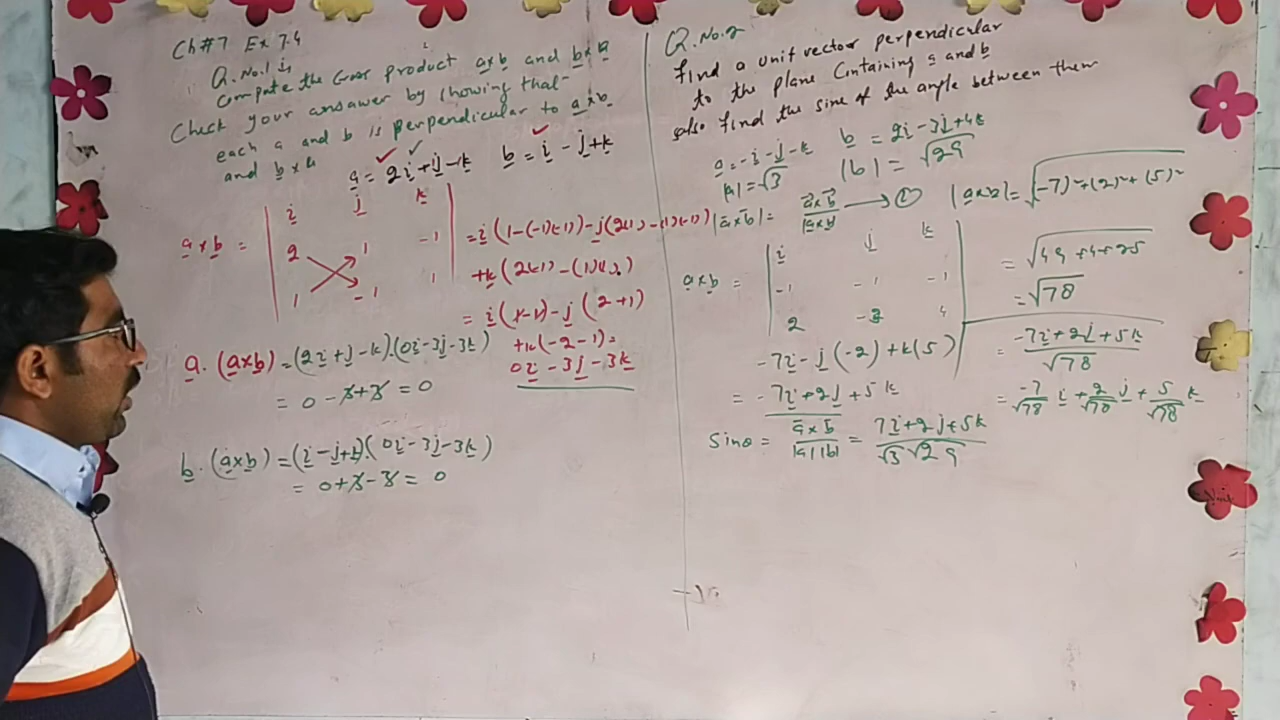 Ch#7 Ex 7.4
Q.No.1 i,
compute the cross product a×b and b×a
Check your answer by showing that
each a and b is perpendicular to a×b
and b×a
a = 2i+j-k b = i-j+k
a×b = | i j k |
2 1 -1
1 -1 1
= i(1-(-1)(-1))-j(2(1)-(1)(-1))
+k(2(-1)-(1)(1))
= i(1-1)-j(2+1)
+k(-2-1)=
0i-3j-3k
a.(a×b)=(2i+j-k).(0i-3j-3k)
= 0-3+3 = 0
b.(a×b)=(i-j+k)(0i-3j-3k)
= 0+3-3= 0
Q.No.2
find a unit vector perpendicular
to the plane Containing a and b
also find the sine of the angle between them
a=-i-j-k b = 2i-3j+4k
|a|=√3 |b|= √29
|a×b|= a×b/|a×b|
a×b = | i j k |
-1 -1 -1
2 -3 4
-7i-j(-2)+k(5)
= -7i+2j+5k
Sinθ = a×b/|a||b| = 7i+2j+5k/√3√29
|a×b|= √(-7)²+(2)²+(5)²
= √49+4+25
=√78
= -7i+2j+5k/√78
= -7/√78 i+2/√78 j+5/√78 k